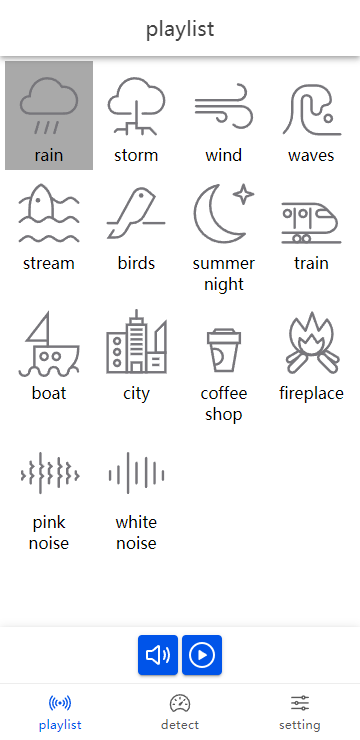 playlist
rain
storm
wind
waves
stream
birds
summer
night
train
boat
city
coffee
shop
fireplace
pink
noise
white
noise
playlist
detect
setting